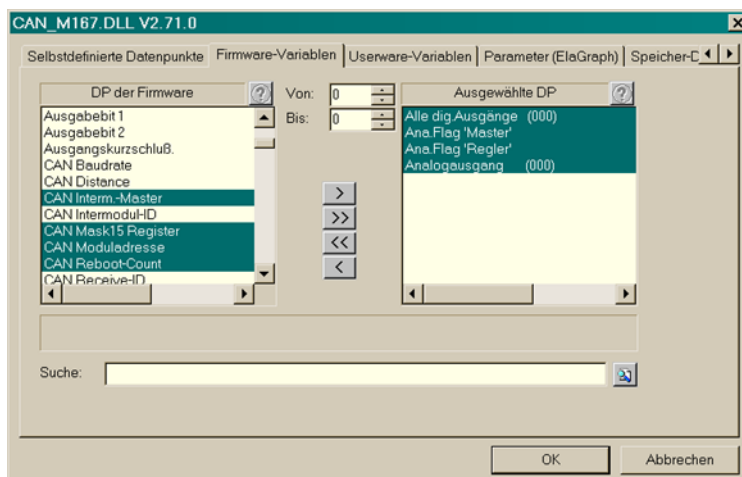 CAN_M167.DLL V2.71.0
Selbstdefinierte Datenpunkte Firmware-Variablen Userware-Variablen Parameter (ElaGraph) Speicher-D
DP der Firmware
Von: 0
Ausgewählte DP
Bis: 0
Ausgabebit 1
Ausgabebit 2
Ausgangskurzschluß.
CAN Baudrate
CAN Distance
CAN Interm.-Master
CAN Intermodul-ID
CAN Mask15 Register
CAN Moduladresse
CAN Reboot-Count
CAN Receive-ID
>
>>
<<
<
Alle dig.Ausgänge (000)
Ana.Flag 'Master'
Ana.Flag 'Regler'
Analogausgang (000)
Suche:
OK Abbrechen